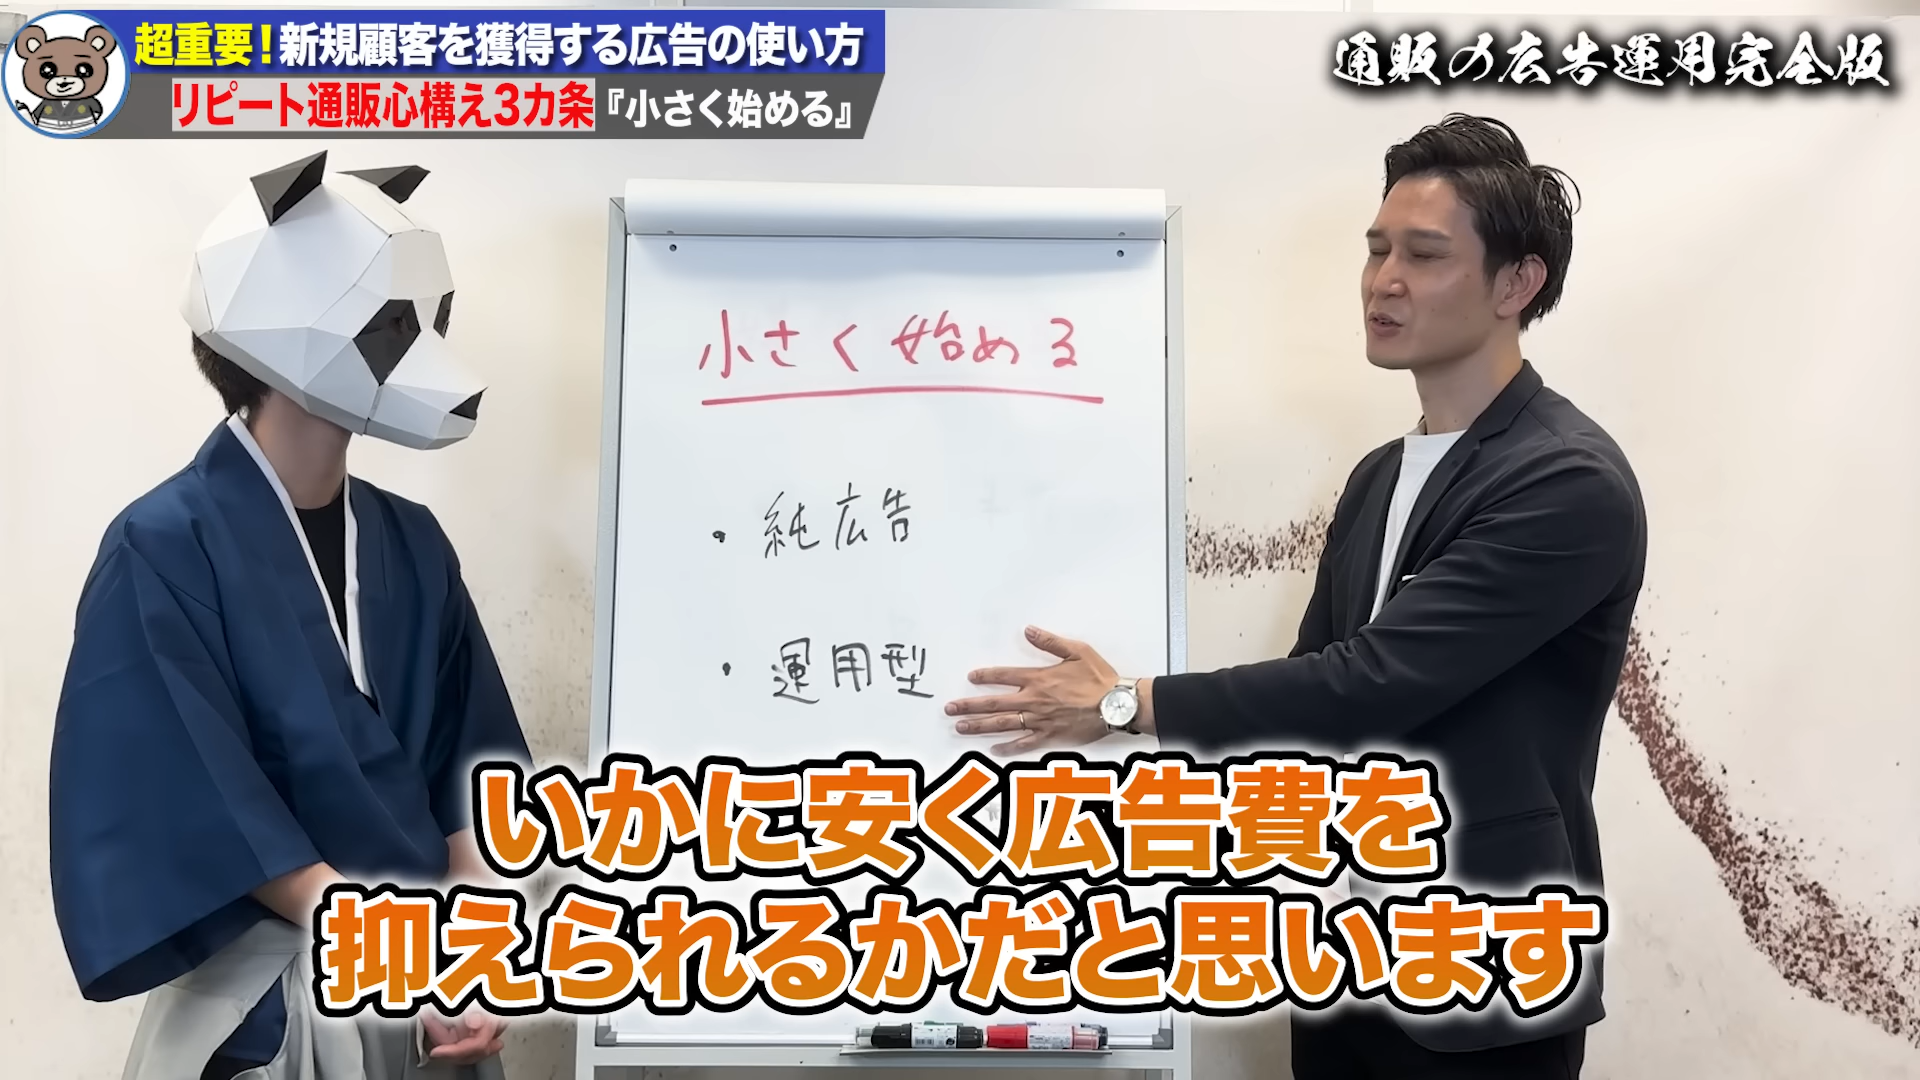 超重要！新規顧客を獲得する広告の使い方
リピート通販心構え3カ条『小さく始める』
通販の広告運用完全版
小さく始める
・純広告
・運用型
いかに安く広告費を
抑えられるかだと思います